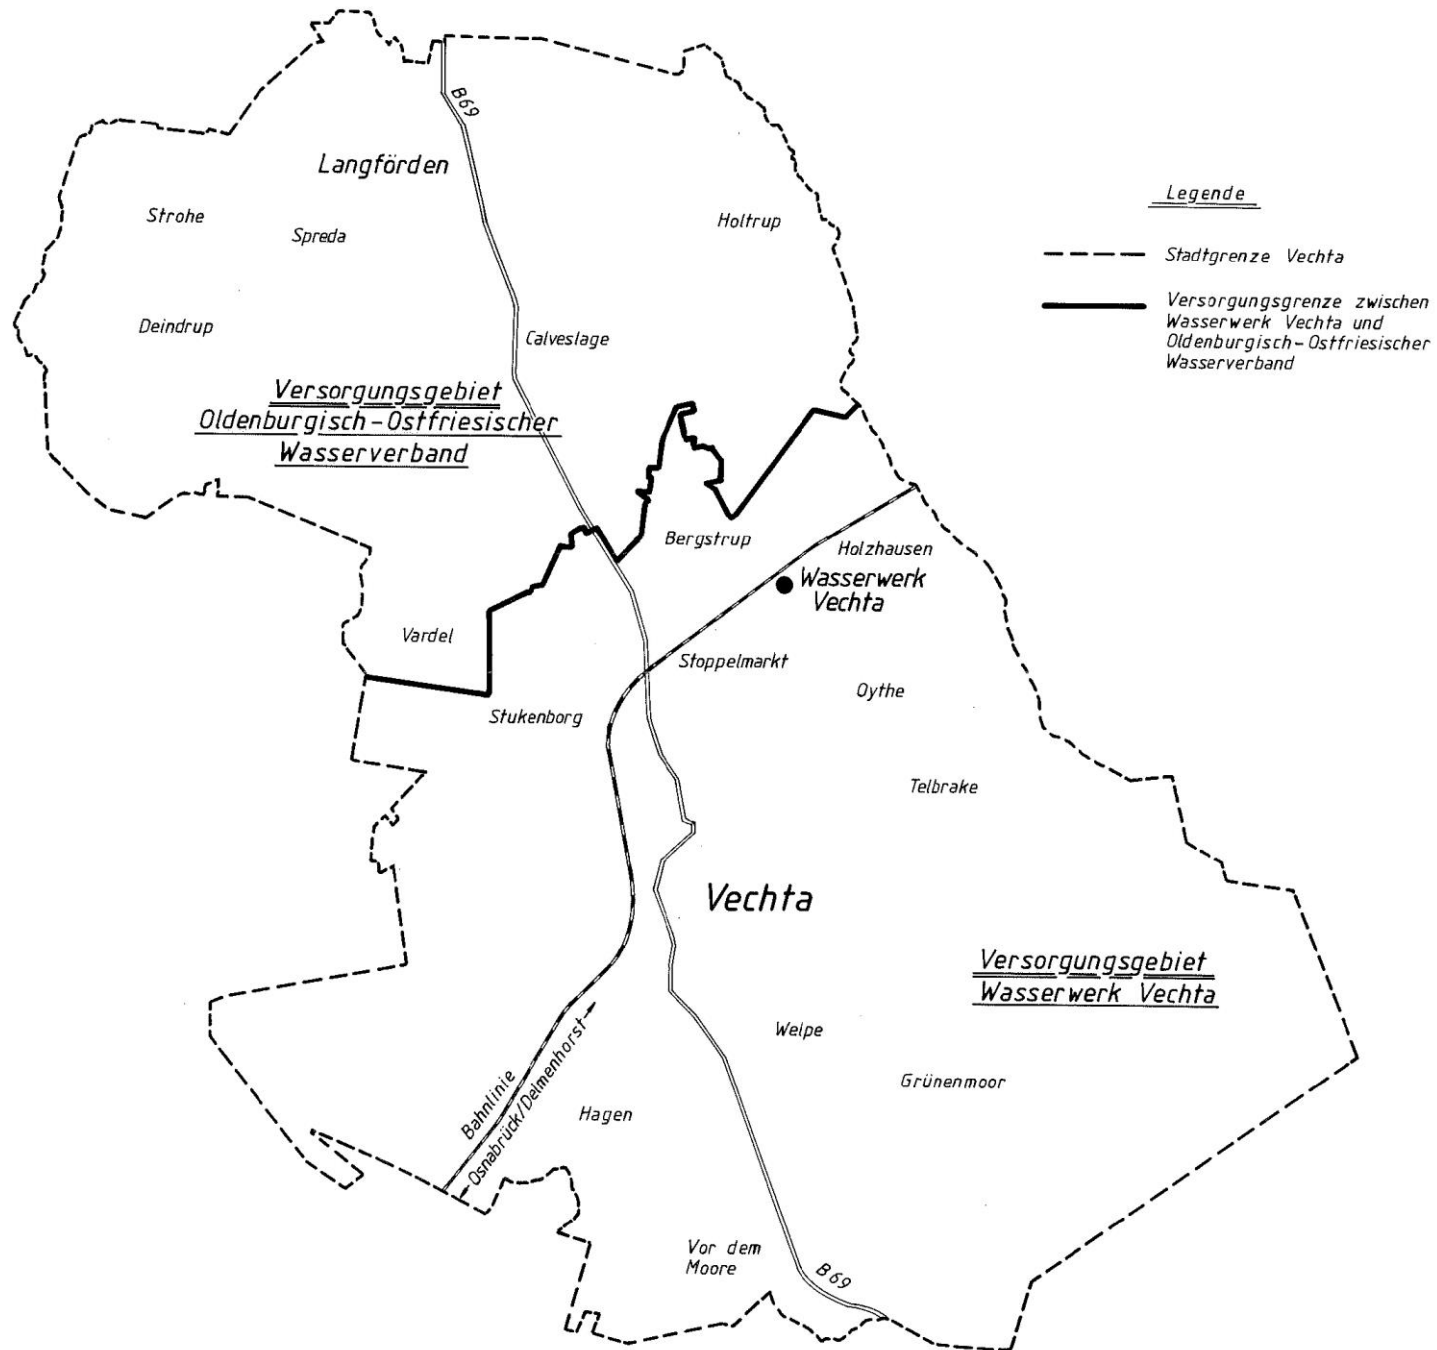 B69
Langförden
Strohe
Spreda
Holtrup
Deindrup
Calveslage
Versorgungsgebiet
Oldenburgisch-Ostfriesischer
Wasserverband
Legende
Stadtgrenze Vechta
Versorgungsgrenze zwischen
Wasserwerk Vechta und
Oldenburgisch-Ostfriesischer
Wasserverband
Bergstrup
Holzhausen
Wasserwerk
Vechta
Vardel
Stoppelmarkt
Oythe
Stukenborg
Telbrake
Vechta
Versorgungsgebiet
Wasserwerk Vechta
Welpe
Grünenmoor
Bahnlinie
Osnabrück/Delmenhorst
Hagen
Vor dem
Moore
B69